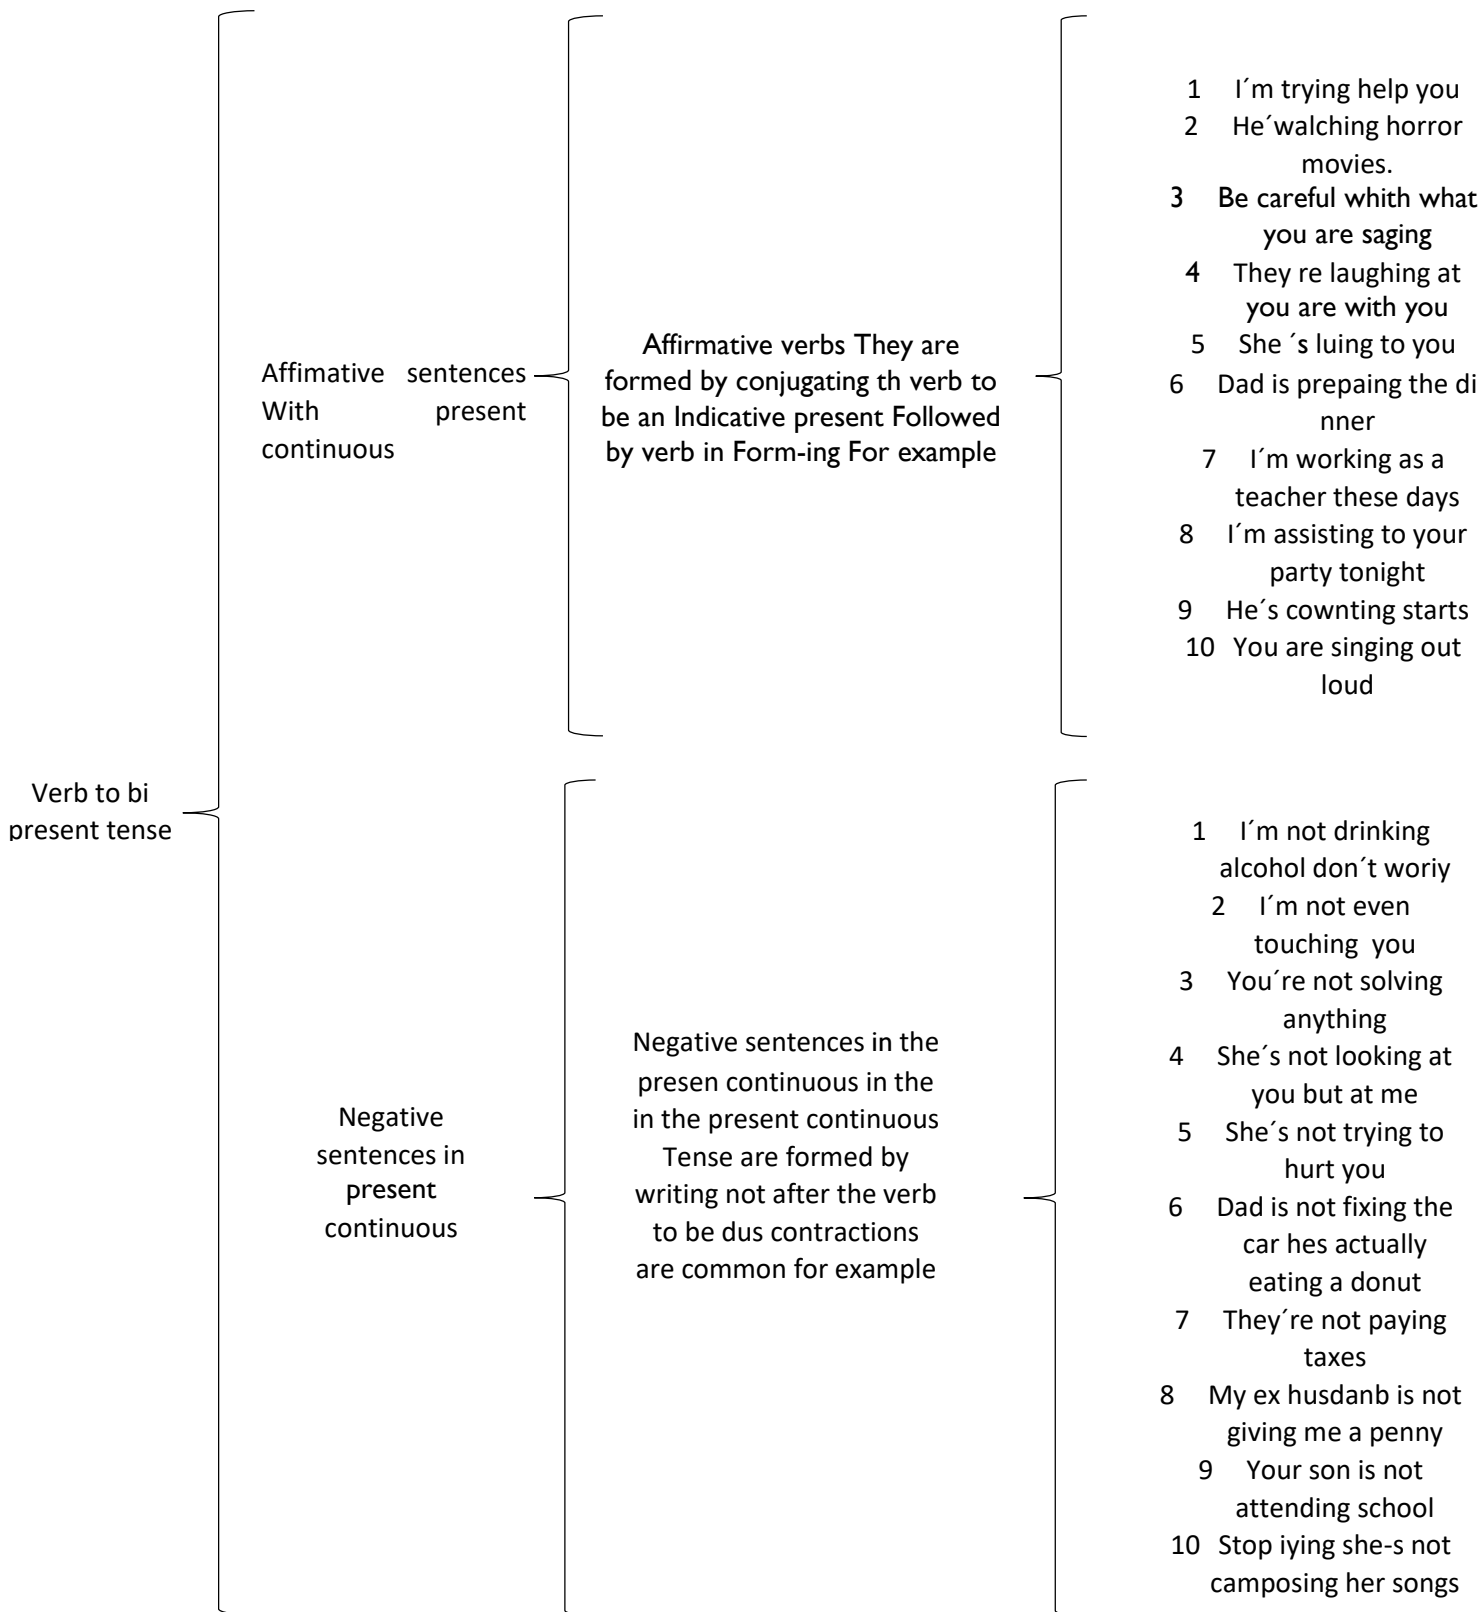 Verb to bi
present tense
Affimative sentences
With present
continuous
Affirmative verbs They are
formed by conjugating th verb to
be an Indicative present Followed
by verb in Form-ing For example
1 I´m trying help you
2 He´walching horror
movies.
3 Be careful whith what
you are saging
4 They re laughing at
you are with you
5 She ´s luing to you
6 Dad is prepaing the di
nner
7 I´m working as a
teacher these days
8 I´m assisting to your
party tonight
9 He´s cownting starts
10 You are singing out
loud
Negative
sentences in
present
continuous
Negative sentences in the
presen continuous in the
in the present continuous
Tense are formed by
writing not after the verb
to be dus contractions
are common for example
1 I´m not drinking
alcohol don´t woriy
2 I´m not even
touching you
3 You´re not solving
anything
4 She´s not looking at
you but at me
5 She´s not trying to
hurt you
6 Dad is not fixing the
car hes actually
eating a donut
7 They´re not paying
taxes
8 My ex husdanb is not
giving me a penny
9 Your son is not
attending school
10 Stop iying she-s not
camposing her songs